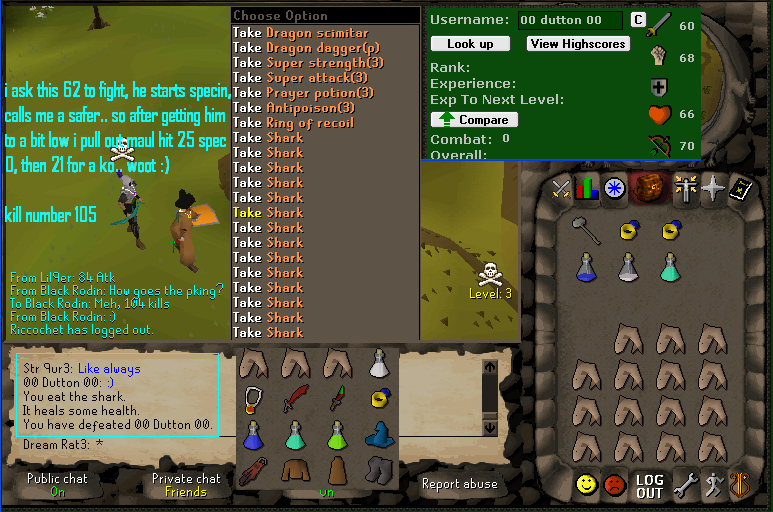 i ask this 62 to fight, he starts specin,
calls me a safer.. so after getting him
to a bit low i pull out maul hit 25 spec
0, then 21 for a ko.. woot :)
kill number 105
From Lil9er: 84 Atk
From Black Rodin: How goes the pking?
To Black Rodin: Meh, 104 kills
From Black Rodin: :)
Riccochet has logged out.
Choose Option
Take Dragon scimitar
Take Dragon dagger(p)
Take Super strength(3)
Take Super attack(3)
Take Prayer potion(3)
Take Antipoison(3)
Take Ring of recoil
Take Shark
Take Shark
Take Shark
Take Shark
Take Shark
Take Shark
Take Shark
Take Shark
Take Shark
Take Shark
Take Shark
Take Shark
Take Shark
Take Shark
Username: 00 dutton 00 C
Look up View Highscores
Rank:
Experience:
Exp To Next Level:
Compare
Combat: 0
Overall:
60
68
66
70
Level: 3
Str 9ur3: Like always
00 Dutton 00: :)
You eat the shark.
It heals some health.
You have defeated 00 Dutton 00.
Dream Rat3: *
Public chat
On
Private chat
Friends
Report abuse
LOG
OUT